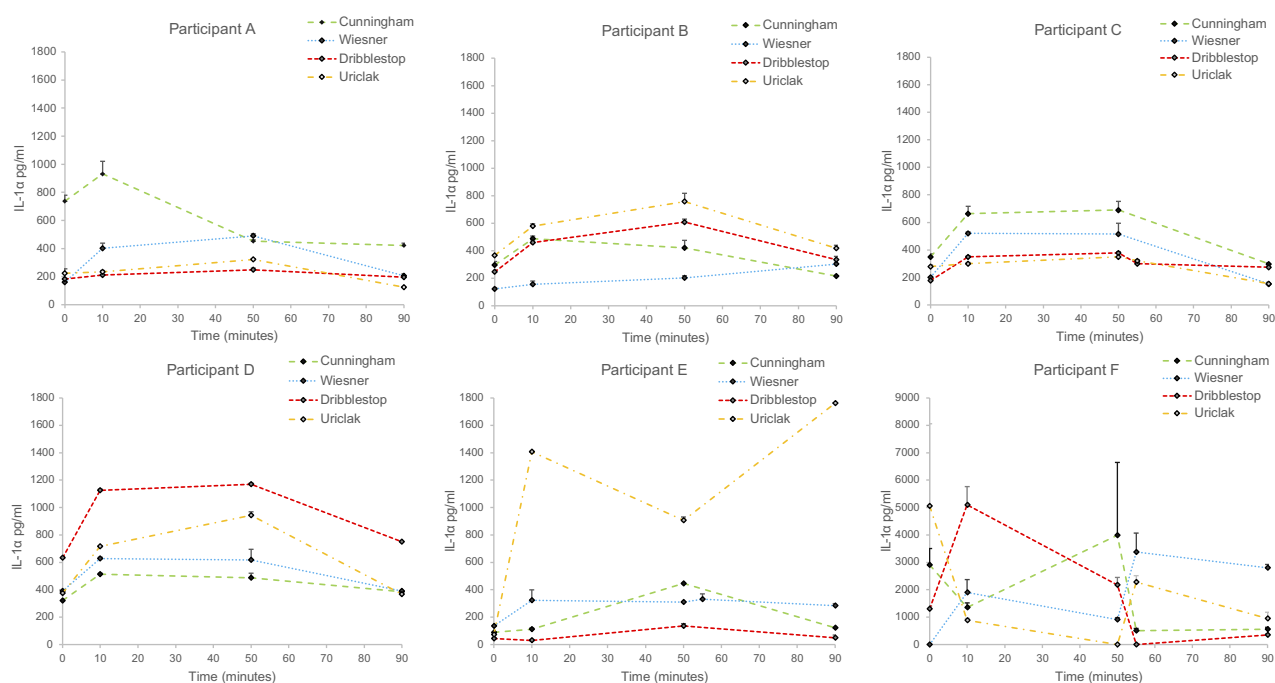 Participant A
Cunningham
Wiesner
Dribblestop
Uriclak
IL-1α pg/ml
1800
1600
1400
1200
1000
800
600
400
200
0
0 10 20 30 40 50 60 70 80 90
Time (minutes)
Participant B
Cunningham
Wiesner
Dribblestop
Uriclak
IL-1α pg/ml
1800
1600
1400
1200
1000
800
600
400
200
0
0 10 20 30 40 50 60 70 80 90
Time (minutes)
Participant C
Cunningham
Wiesner
Dribblestop
Uriclak
IL-1α pg/ml
1800
1600
1400
1200
1000
800
600
400
200
0
0 10 20 30 40 50 60 70 80 90
Time (minutes)
Participant D
Cunningham
Wiesner
Dribblestop
Uriclak
IL-1α pg/ml
1800
1600
1400
1200
1000
800
600
400
200
0
0 10 20 30 40 50 60 70 80 90
Time (minutes)
Participant E
Cunningham
Wiesner
Dribblestop
Uriclak
IL-1α pg/ml
1800
1600
1400
1200
1000
800
600
400
200
0
0 10 20 30 40 50 60 70 80 90
Time (minutes)
Participant F
Cunningham
Wiesner
Dribblestop
Uriclak
IL-1α pg/ml
9000
8000
7000
6000
5000
4000
3000
2000
1000
0
0 10 20 30 40 50 60 70 80 90
Time (minutes)